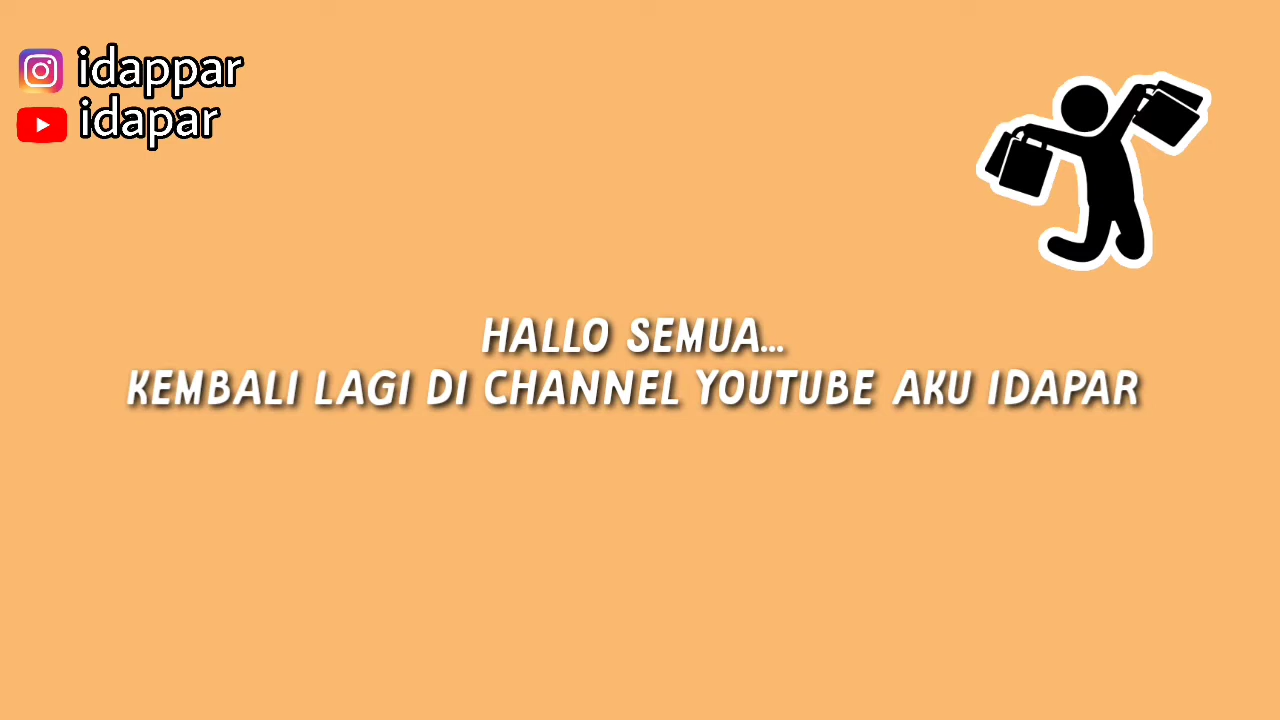 idappar
idapar
HALLO SEMUA...
KEMBALI LAGI DI CHANNEL YOUTUBE AKU IDAPAR